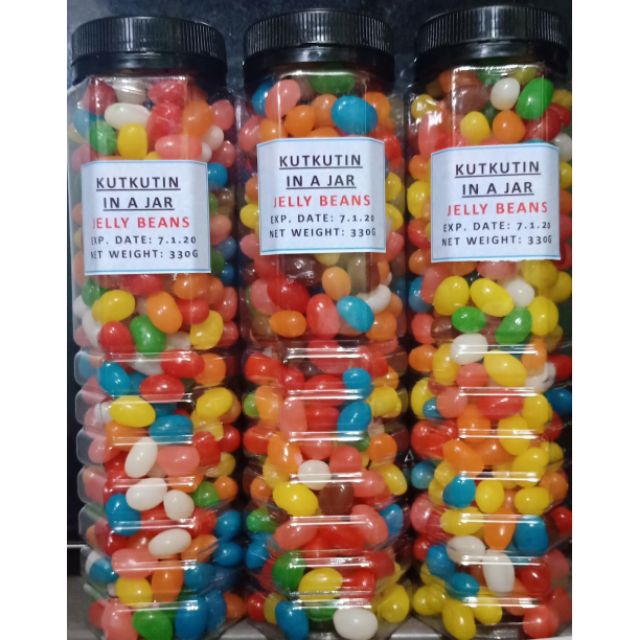 KUTKUTIN
IN A JAR
JELLY BEANS
EXP. DATE: 7.1.20
NET WEIGHT: 330G
KUTKUTIN
IN A JAR
JELLY BEANS
EXP. DATE: 7.1.20
NET WEIGHT: 330G
KUTKUTIN
IN A JAR
JELLY BEANS
EXP. DATE: 7.1.20
NET WEIGHT: 330G